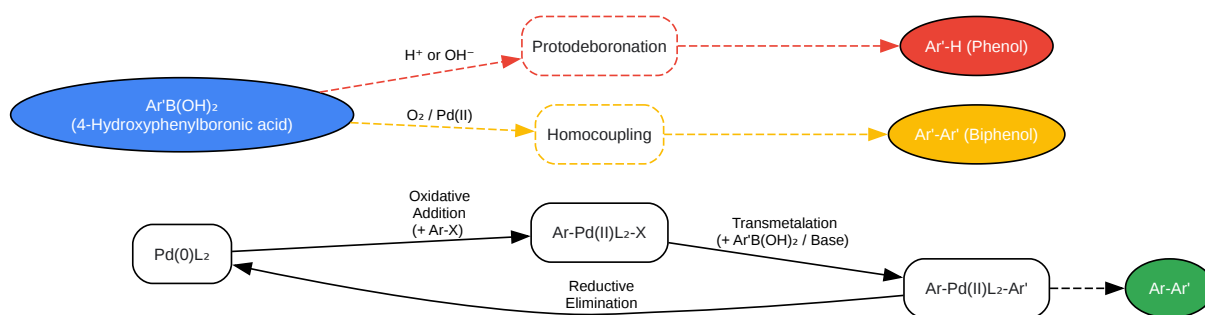 Protodeboronation
Ar'-H (Phenol)
H⁺ or OH⁻
Ar'B(OH)₂
(4-Hydroxyphenylboronic acid)
O₂ / Pd(II)
Homocoupling
Ar'-Ar' (Biphenol)
Oxidative
Addition
(+ Ar-X)
Pd(0)L₂
Ar-Pd(II)L₂-X
Transmetalation
(+ Ar'B(OH)₂ / Base)
Reductive
Elimination
Ar-Pd(II)L₂-Ar'
Ar-Ar'